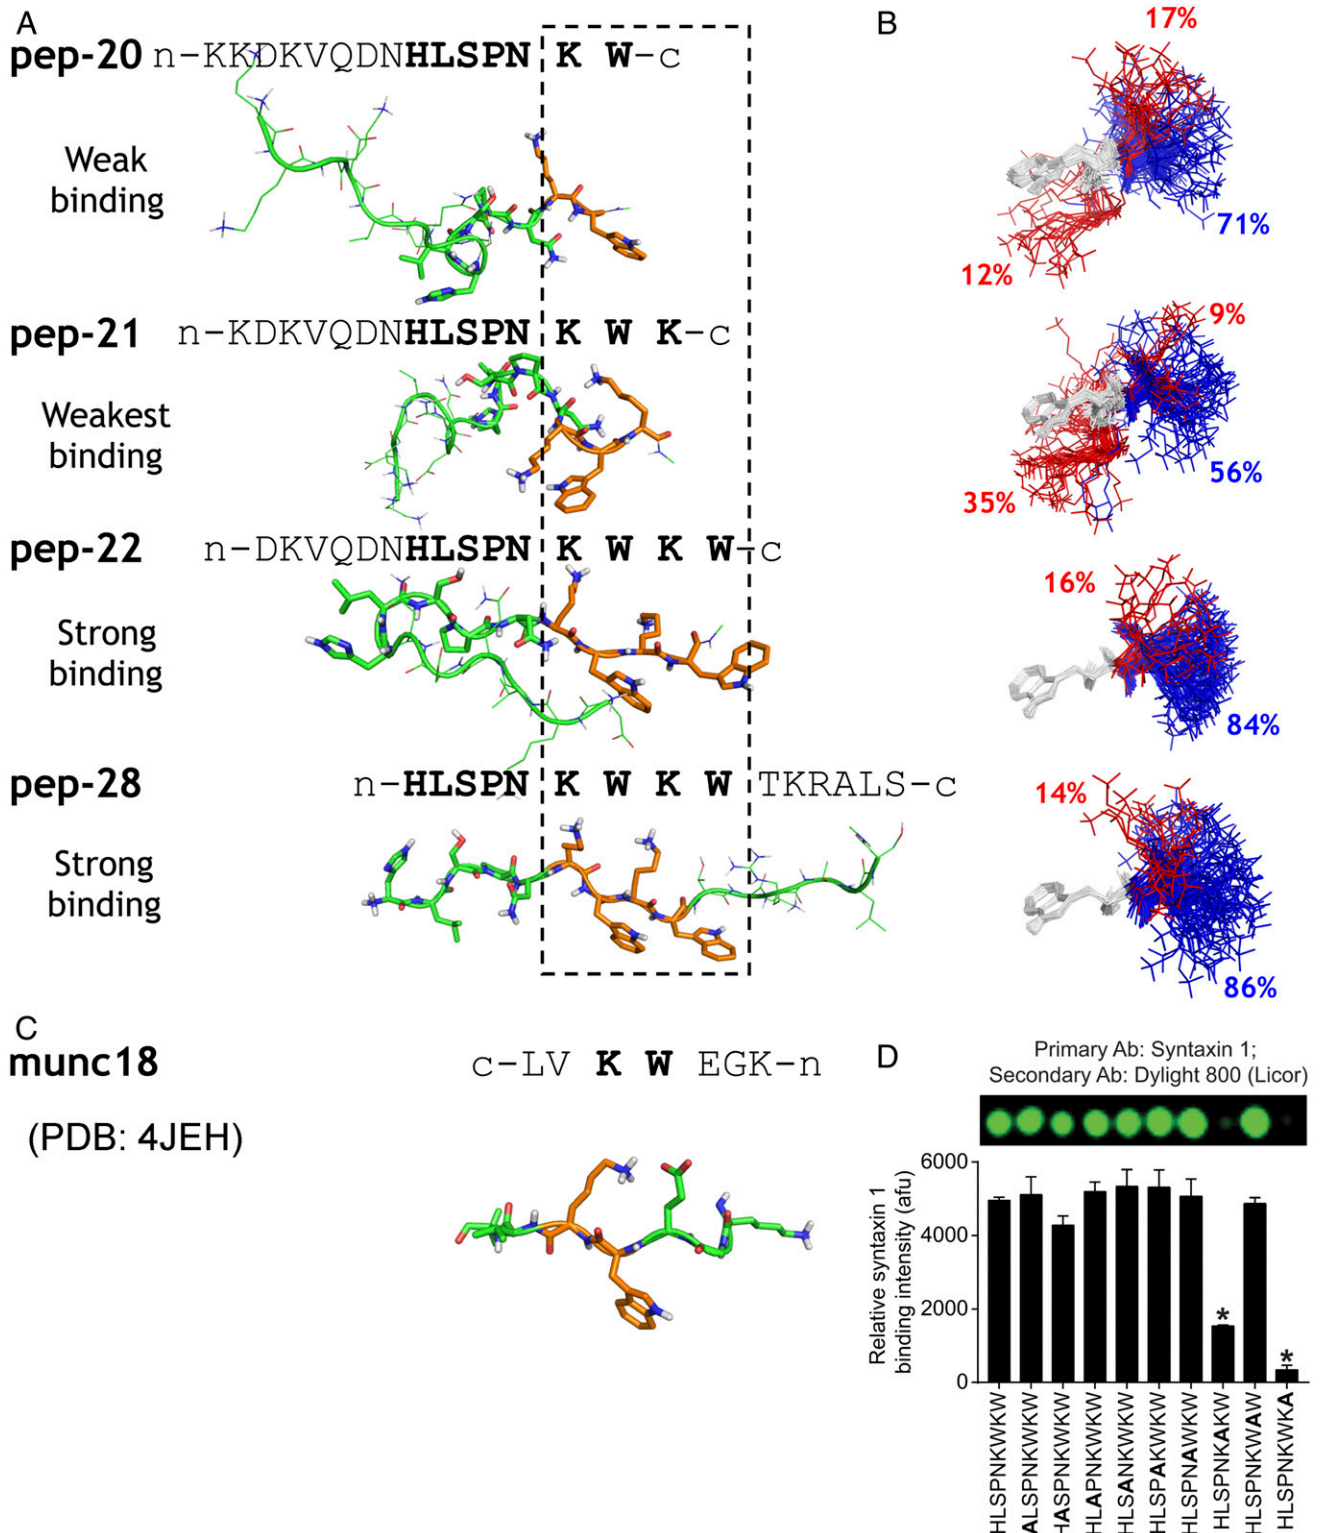 A
pep-20 n-KKDKVQDNHLSPN K W-c
Weak
binding
pep-21 n-KDKVQDNHLSPN K W K-c
Weakest
binding
pep-22 n-DKVQDNHLSPN K W K W-c
Strong
binding
pep-28 n-HLSPN K W K W TKRALS-c
Strong
binding
B
17%
71%
12%
9%
56%
35%
16%
84%
14%
86%
C
munc18 c-LV K W EGK-n
(PDB: 4JEH)
D
Primary Ab: Syntaxin 1;
Secondary Ab: Dylight 800 (Licor)
Relative syntaxin 1
binding intensity (afu)
6000
4000
2000
0
*
*
HLSPNKWKW
ALSPNKWKW
HASPNKWKW
HLAPNKWKW
HLSANKWKW
HLSPAKWKW
HLSPNAWKW
HLSPNKAKW
HLSPNKWAW
HLSPNKWKA